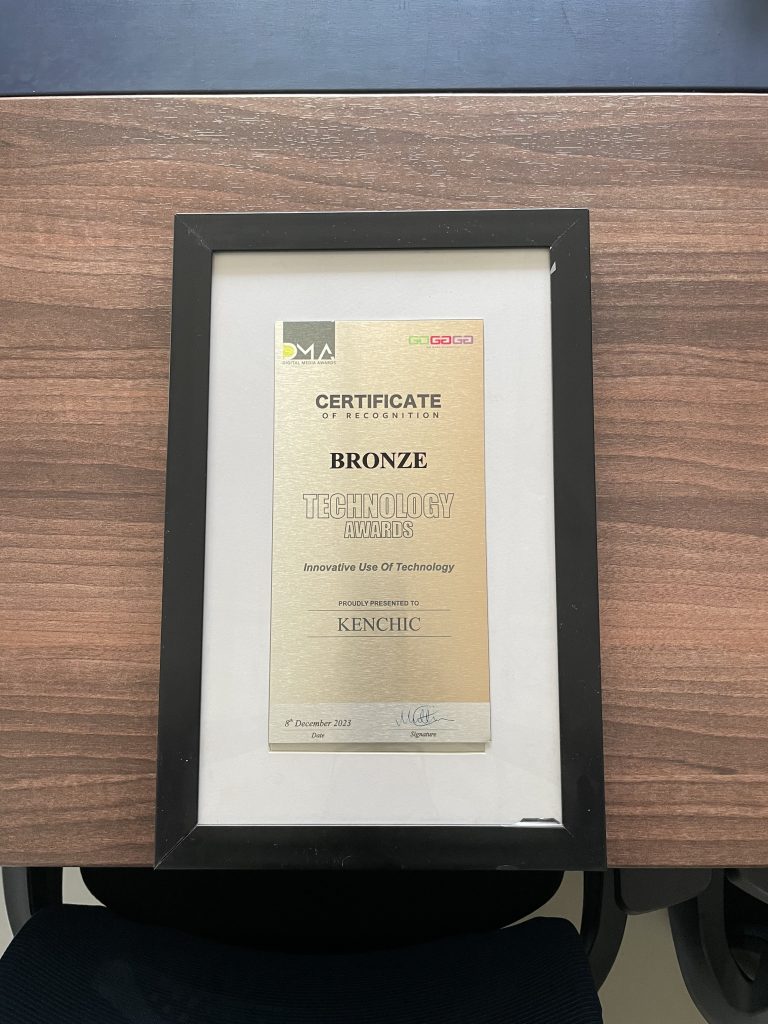 DMA
DIGITAL MEDIA AWARDS
GOGAGA
CERTIFICATE
OF RECOGNITION
BRONZE
TECHNOLOGY
AWARDS
Innovative Use Of Technology
PROUDLY PRESENTED TO
KENCHIC
8th December 2023
Date
Signature